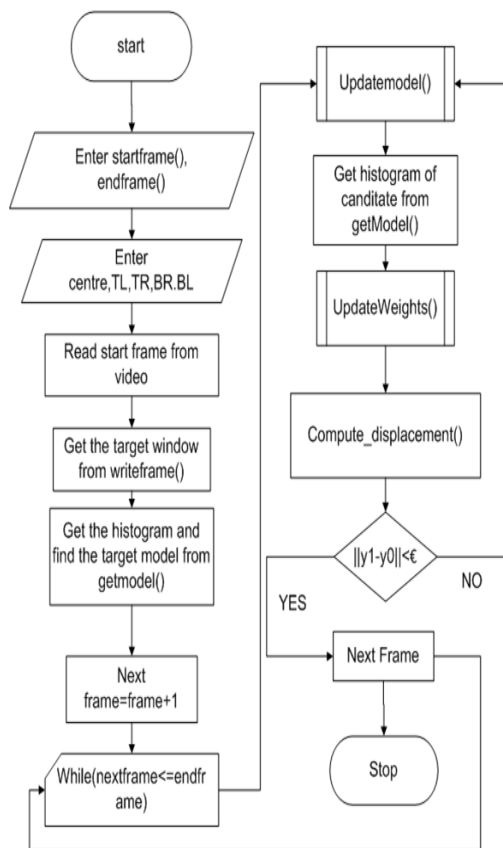 start
Enter startframe(),
endframe()
Enter
centre,TL,TR,BR.BL
Read start frame from
video
Get the target window
from writeframe()
Get the histogram and
find the target model from
getmodel()
Next
frame=frame+1
While(nextframe<=endfr
ame)
Updatemodel()
Get histogram of
canditate from
getModel()
UpdateWeights()
Compute_displacement()
||y1-y0||<€
YES
NO
Next Frame
Stop